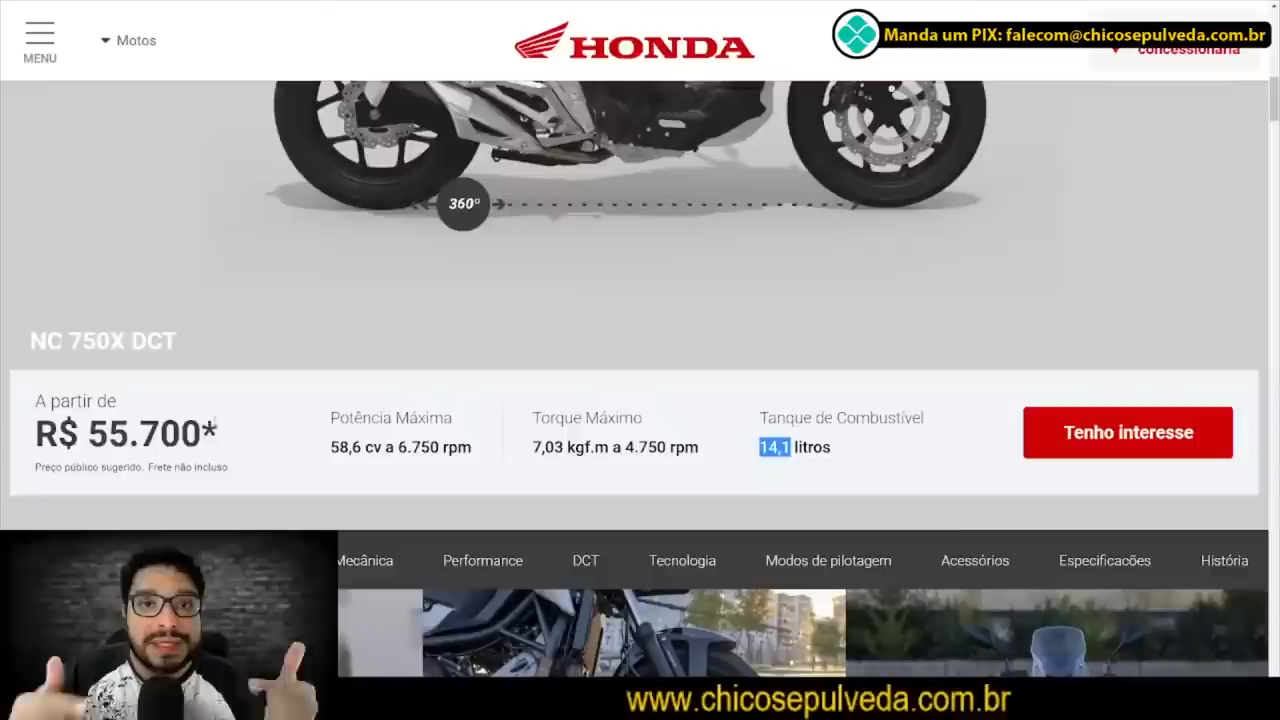 MENU
Motos
HONDA
Manda um PIX: falecom@chicosepulveda.com.br
concessionária
360º
NC 750X DCT
A partir de
R$ 55.700*
Preço público sugerido. Frete não incluso
Potência Máxima
58,6 cv a 6.750 rpm
Torque Máximo
7,03 kgf.m a 4.750 rpm
Tanque de Combustível
14,1 litros
Tenho interesse
Mecânica
Performance
DCT
Tecnologia
Modos de pilotagem
Acessórios
Especificações
História
www.chicosepulveda.com.br